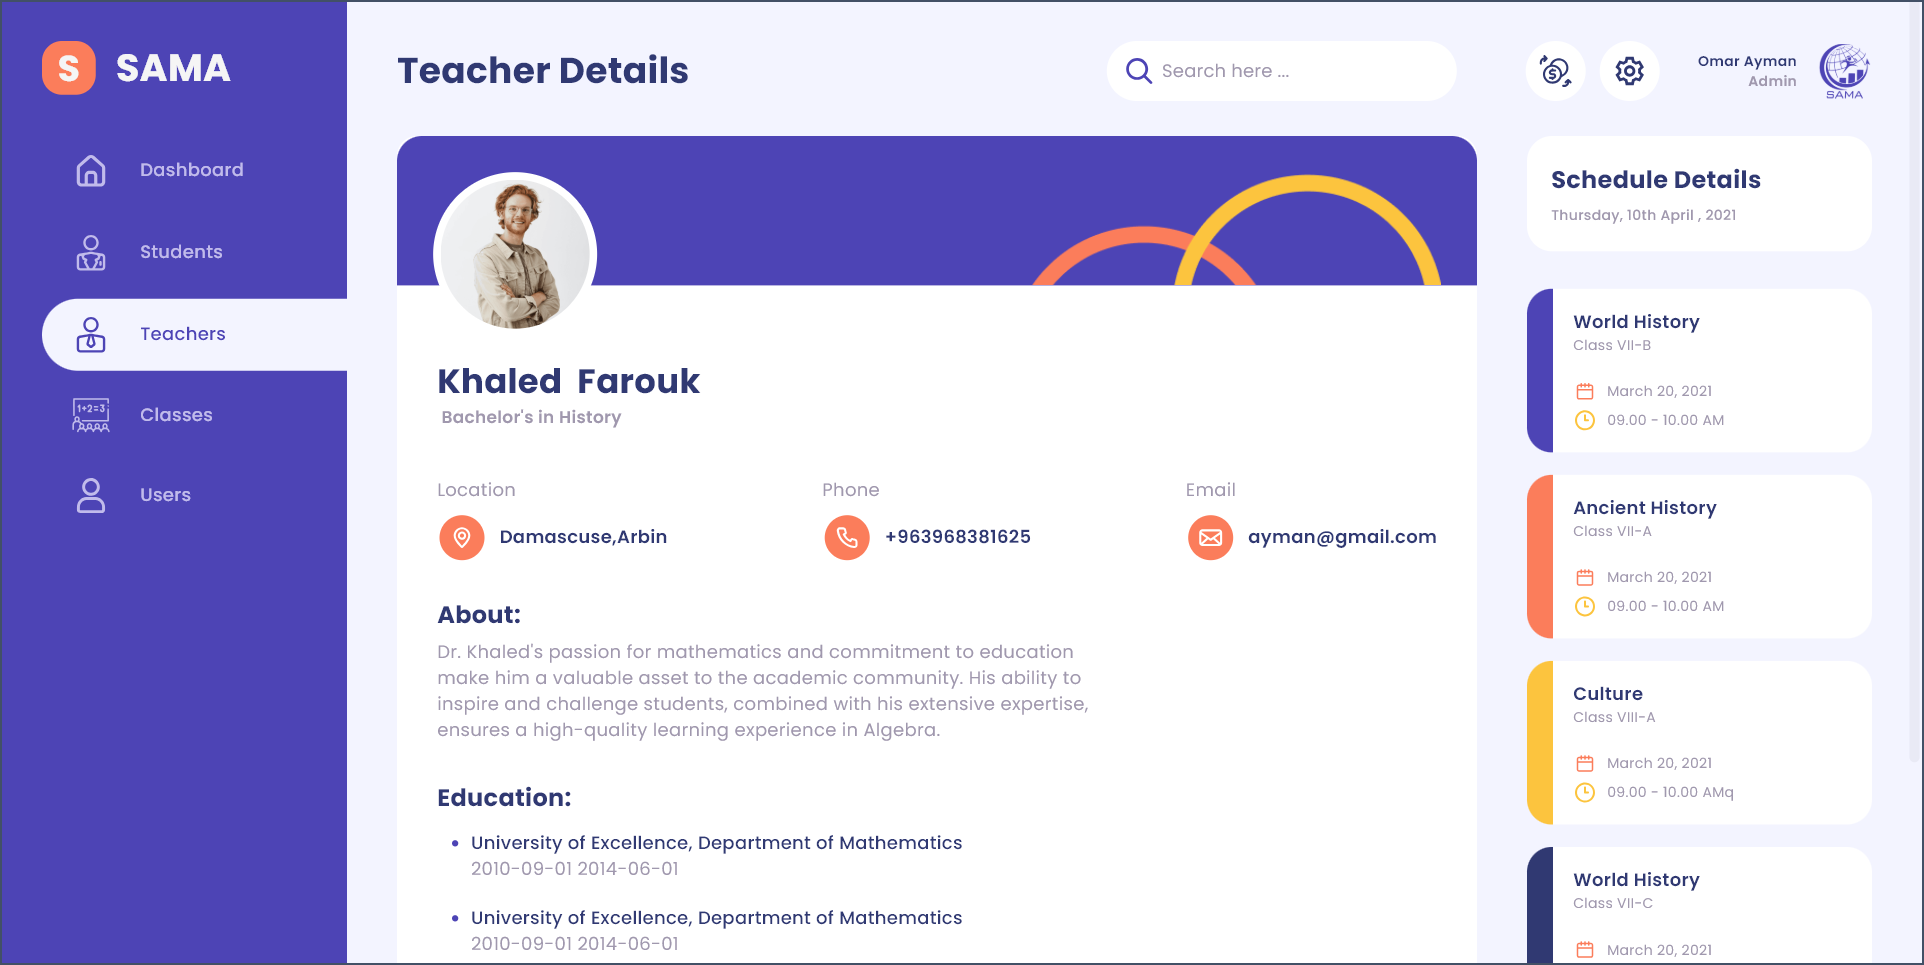 S SAMA
Dashboard
Students
Teachers
1+2=3
Classes
Users
Teacher Details
Search here ...
Omar Ayman
Admin
SAMA
Khaled Farouk
Bachelor's in History
Location
Damascuse,Arbin
Phone
+963968381625
Email
ayman@gmail.com
About:
Dr. Khaled's passion for mathematics and commitment to education
make him a valuable asset to the academic community. His ability to
inspire and challenge students, combined with his extensive expertise,
ensures a high-quality learning experience in Algebra.
Education:
University of Excellence, Department of Mathematics
2010-09-01 2014-06-01
University of Excellence, Department of Mathematics
2010-09-01 2014-06-01
Schedule Details
Thursday, 10th April , 2021
World History
Class VII-B
March 20, 2021
09.00 - 10.00 AM
Ancient History
Class VII-A
March 20, 2021
09.00 - 10.00 AM
Culture
Class VIII-A
March 20, 2021
09.00 - 10.00 AMq
World History
Class VII-C
March 20, 2021